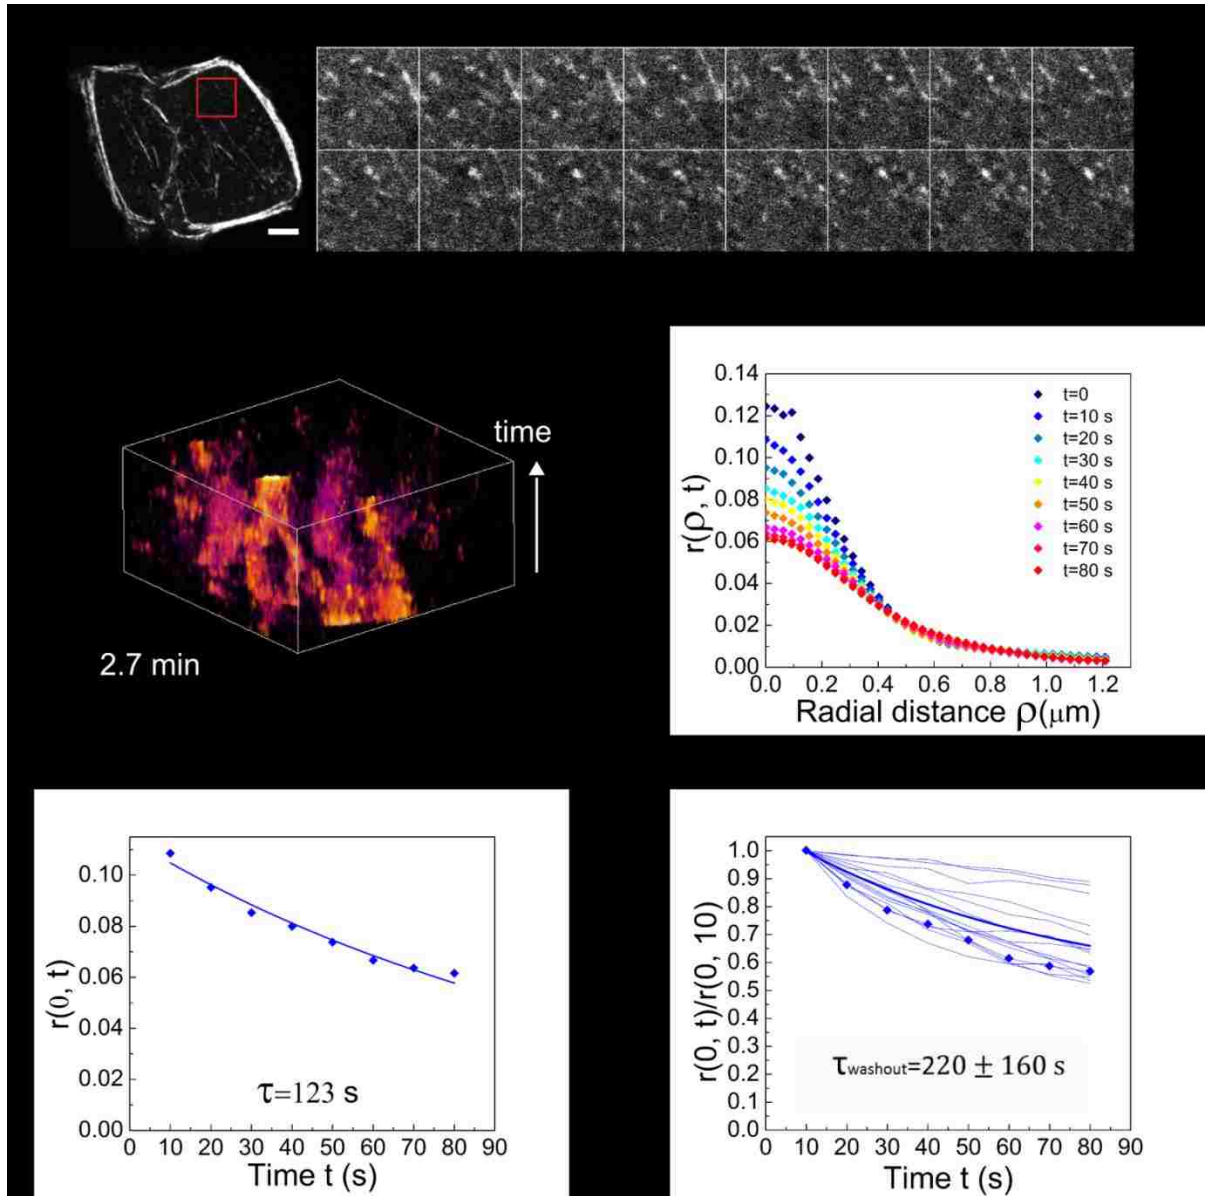 time
2.7 min
r(ρ, t)
0.14
0.12
0.10
0.08
0.06
0.04
0.02
0.00
t=0
t=10 s
t=20 s
t=30 s
t=40 s
t=50 s
t=60 s
t=70 s
t=80 s
0.0 0.2 0.4 0.6 0.8 1.0 1.2
Radial distance ρ(μm)
r(0, t)
0.10
0.08
0.06
0.04
0.02
0.00
τ=123 s
0 10 20 30 40 50 60 70 80 90
Time t (s)
r(0, t)/r(0, 10)
1.0
0.9
0.8
0.7
0.6
0.5
0.4
0.3
0.2
0.1
0.0
τwashout=220 ± 160 s
0 10 20 30 40 50 60 70 80 90
Time t (s)